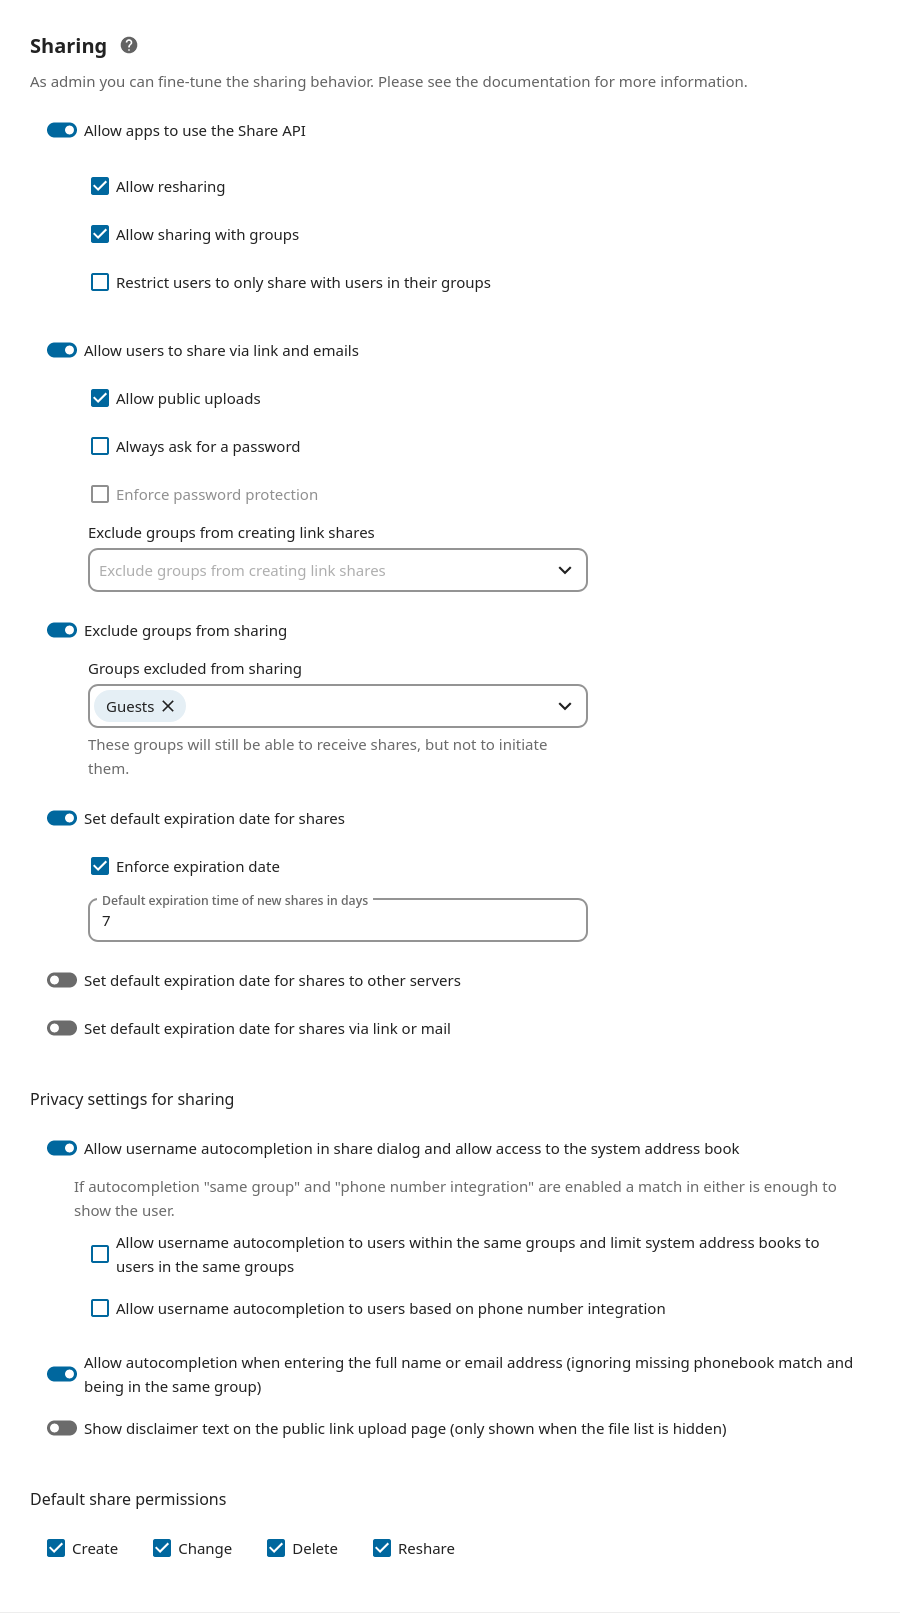 Sharing
As admin you can fine-tune the sharing behavior. Please see the documentation for more information.
Allow apps to use the Share API
Allow resharing
Allow sharing with groups
Restrict users to only share with users in their groups
Allow users to share via link and emails
Allow public uploads
Always ask for a password
Enforce password protection
Exclude groups from creating link shares
Exclude groups from creating link shares
Exclude groups from sharing
Groups excluded from sharing
Guests
These groups will still be able to receive shares, but not to initiate
them.
Set default expiration date for shares
Enforce expiration date
Default expiration time of new shares in days
7
Set default expiration date for shares to other servers
Set default expiration date for shares via link or mail
Privacy settings for sharing
Allow username autocompletion in share dialog and allow access to the system address book
If autocompletion "same group" and "phone number integration" are enabled a match in either is enough to
show the user.
Allow username autocompletion to users within the same groups and limit system address books to
users in the same groups
Allow username autocompletion to users based on phone number integration
Allow autocompletion when entering the full name or email address (ignoring missing phonebook match and
being in the same group)
Show disclaimer text on the public link upload page (only shown when the file list is hidden)
Default share permissions
Create Change Delete Reshare